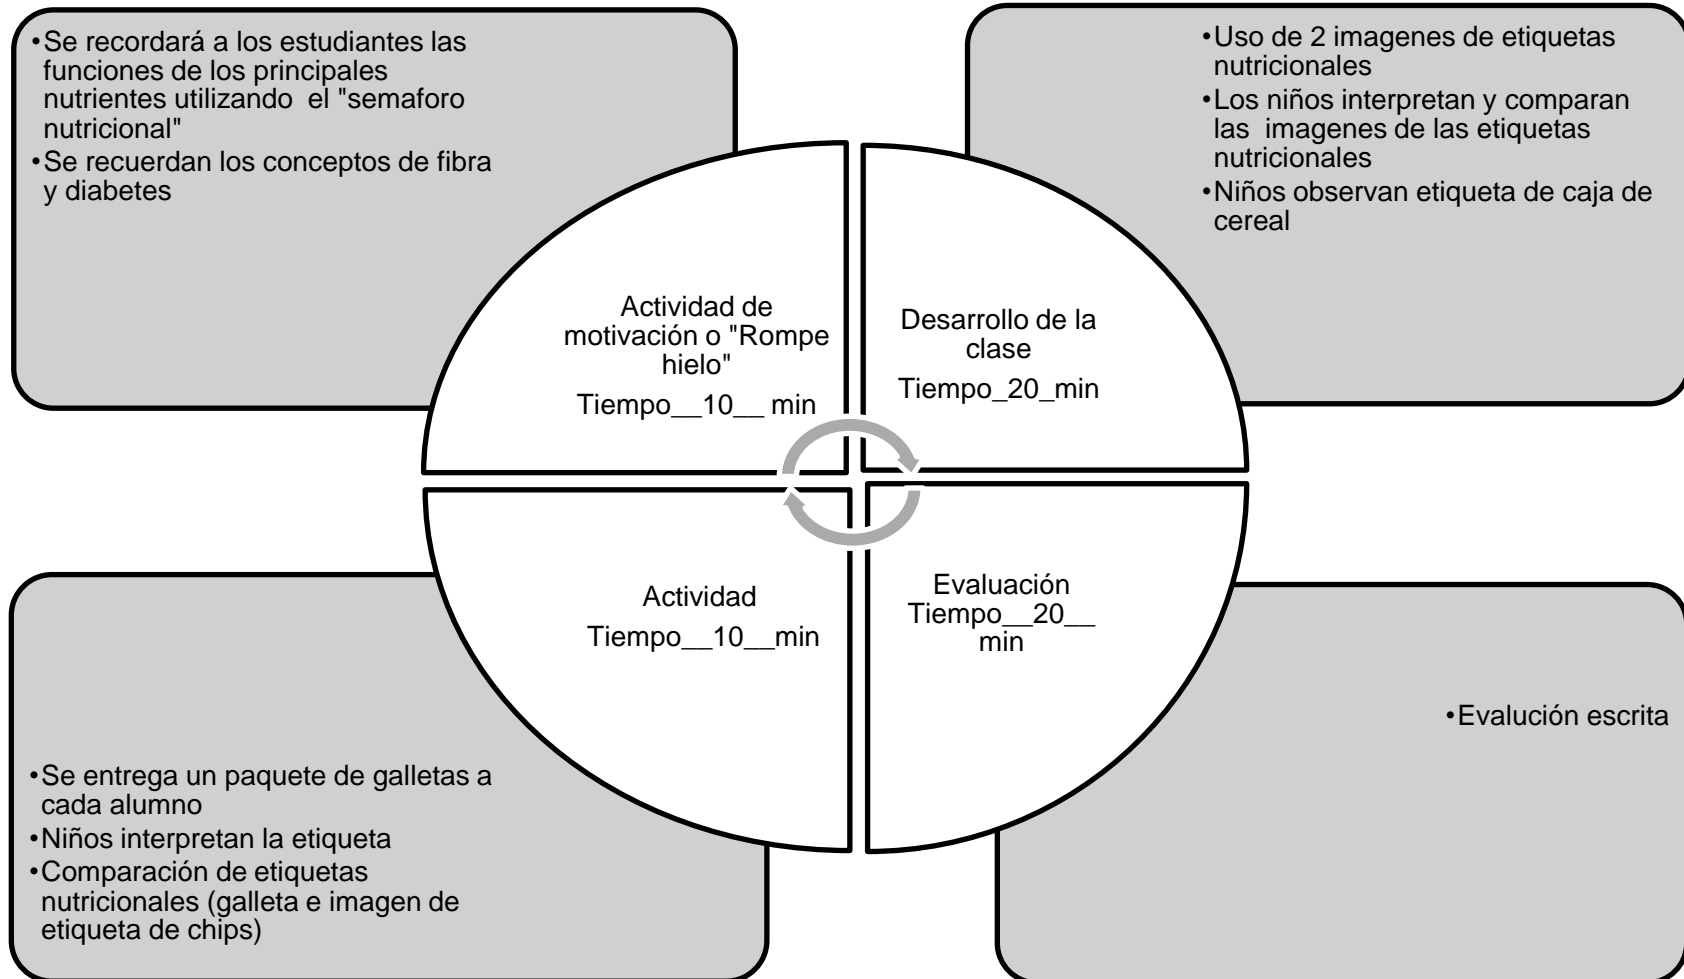 •Se recordará a los estudiantes las
funciones de los principales
nutrientes utilizando el "semaforo
nutricional"
•Se recuerdan los conceptos de fibra
y diabetes
•Uso de 2 imagenes de etiquetas
nutricionales
•Los niños interpretan y comparan
las imagenes de las etiquetas
nutricionales
•Niños observan etiqueta de caja de
cereal
Actividad de
motivación o "Rompe
hielo"
Tiempo__10__ min
Desarrollo de la
clase
Tiempo_20_min
Actividad
Tiempo__10__min
Evaluación
Tiempo__20__
min
•Se entrega un paquete de galletas a
cada alumno
•Niños interpretan la etiqueta
•Comparación de etiquetas
nutricionales (galleta e imagen de
etiqueta de chips)
•Evalución escrita